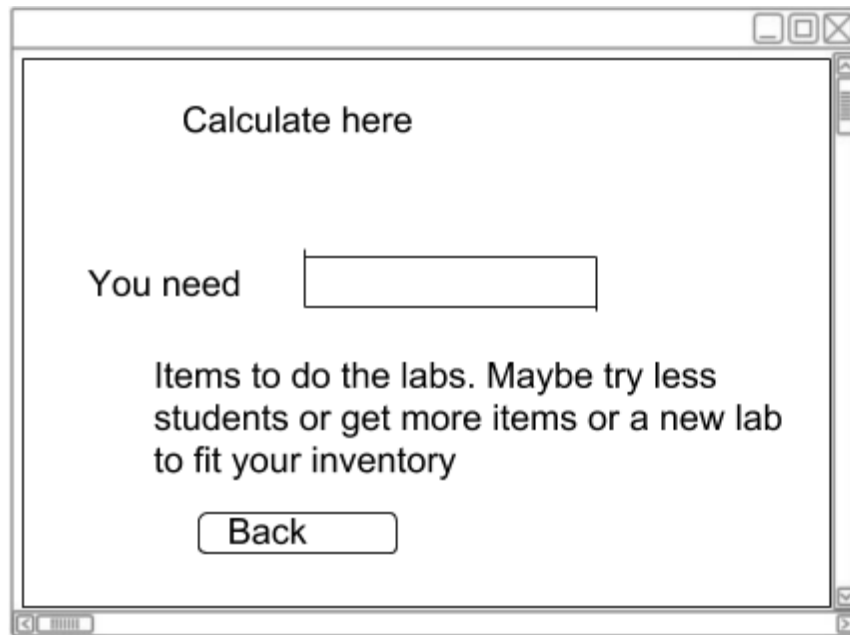 Calculate here
You need
Items to do the labs. Maybe try less
students or get more items or a new lab
to fit your inventory
Back